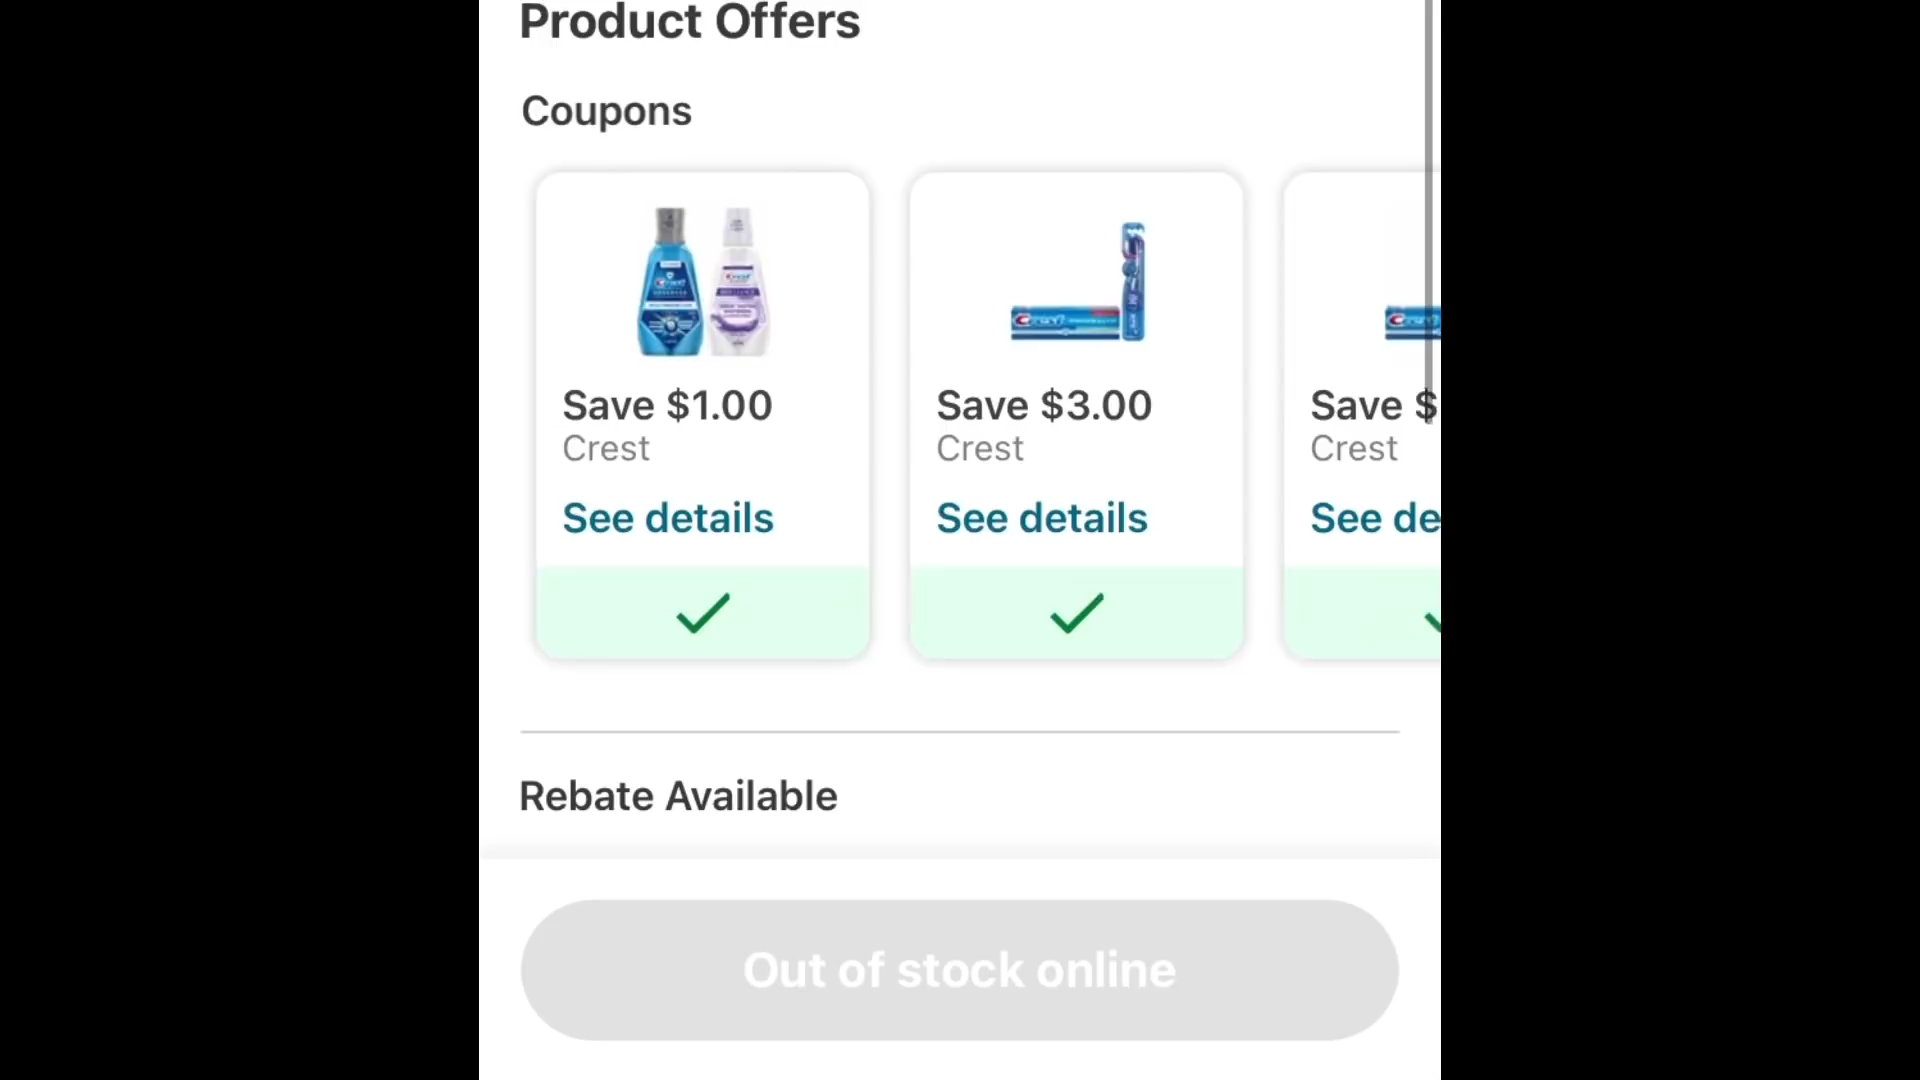 Product Offers
Coupons
Save $1.00
Crest
See details
Save $3.00
Crest
See details
Save $
Crest
See de
Rebate Available
Out of stock online